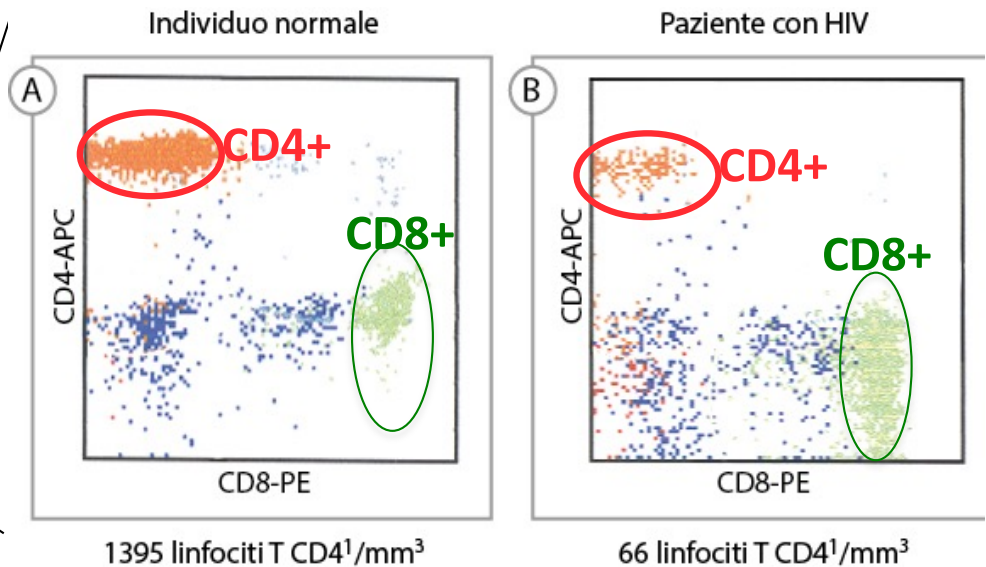 Individuo normale
Paziente con HIV
A
B
CD4+
CD4+
CD8+
CD8+
CD4-APC
CD4-APC
CD8-PE
CD8-PE
1395 linfociti T CD4¹/mm³
66 linfociti T CD4¹/mm³